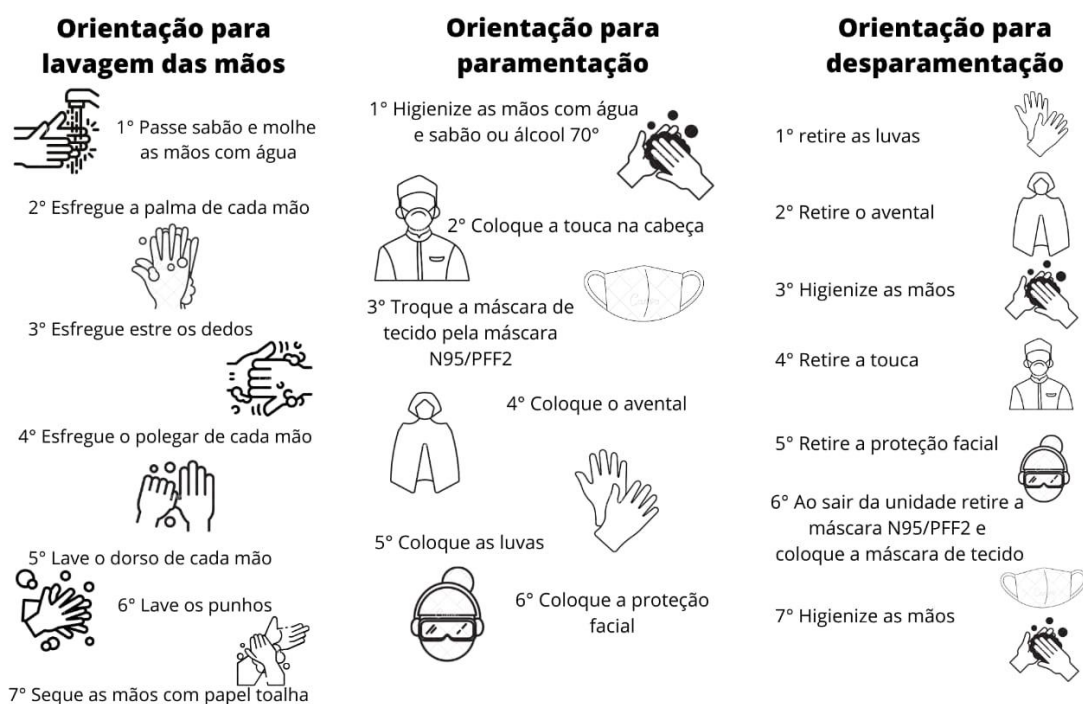 Orientação para
lavagem das mãos
1° Passe sabão e molhe
as mãos com água
2° Esfregue a palma de cada mão
3° Esfregue estre os dedos
4° Esfregue o polegar de cada mão
5° Lave o dorso de cada mão
6° Lave os punhos
7° Seque as mãos com papel toalha
Orientação para
paramentação
1° Higienize as mãos com água
e sabão ou álcool 70°
2° Coloque a touca na cabeça
3° Troque a máscara de
tecido pela máscara
N95/PFF2
4° Coloque o avental
5° Coloque as luvas
6° Coloque a proteção
facial
Orientação para
desparamentação
1° retire as luvas
2° Retire o avental
3° Higienize as mãos
4° Retire a touca
5° Retire a proteção facial
6° Ao sair da unidade retire a
máscara N95/PFF2 e
coloque a máscara de tecido
7° Higienize as mãos